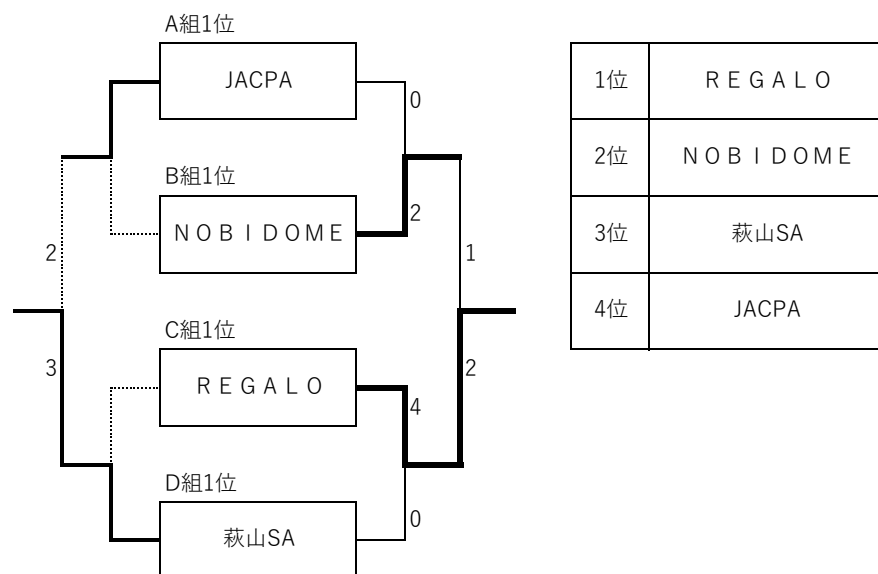 A組1位
JACPA
0
B組1位
ＮＯＢＩＤＯＭＥ
2
2
1
C組1位
ＲＥＧＡＬＯ
3
4
2
D組1位
萩山SA
0
1位 ＲＥＧＡＬＯ
2位 ＮＯＢＩＤＯＭＥ
3位 萩山SA
4位 JACPA